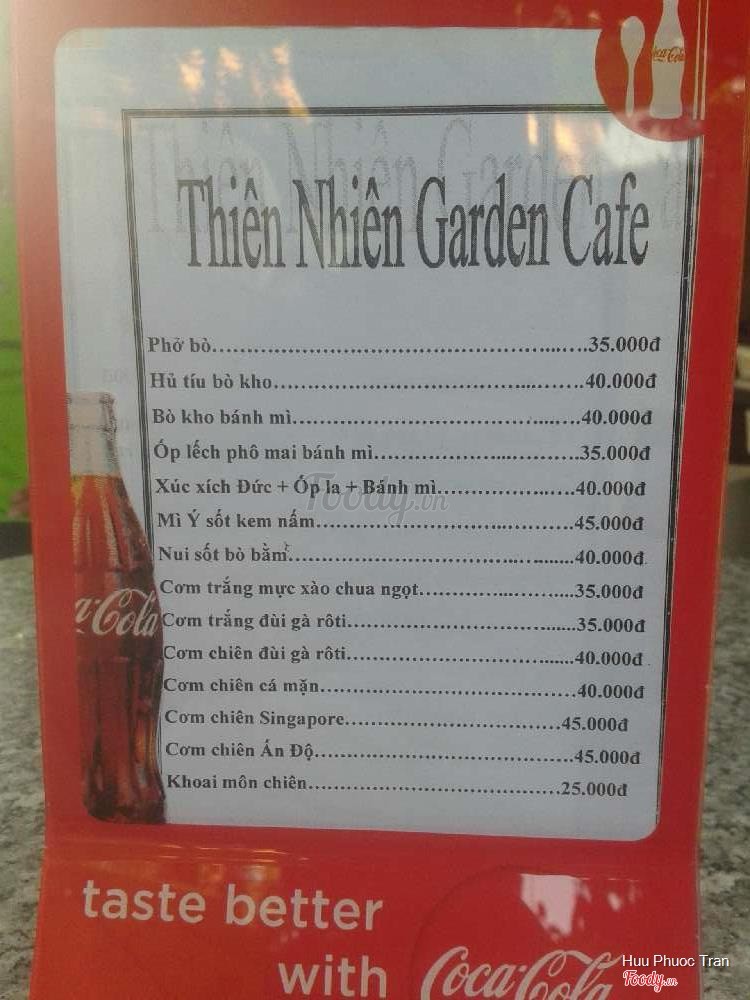 Coca-Cola
Thiên Nhiên Garden Cafe
Phở bò..........35.000đ
Hủ tíu bò kho..........40.000đ
Bò kho bánh mì..........40.000đ
Ốp lếch phô mai bánh mì..........35.000đ
Xúc xích Đức + Ốp la + Bánh mì..........40.000đ
Foody.vn
Mì Ý sốt kem nấm..........45.000đ
Nui sốt bò bằm..........40.000đ
Cơm trắng mực xào chua ngọt..........35.000đ
a-Cola
Cơm trắng đùi gà rôti..........35.000đ
Cơm chiên đùi gà rôti..........40.000đ
Cơm chiên cá mặn..........40.000đ
Cơm chiên Singapore..........45.000đ
Cơm chiên Ấn Độ..........45.000đ
Khoai môn chiên..........25.000đ
taste better
with Coca-Cola
Huu Phuoc Tran
Foody.vn